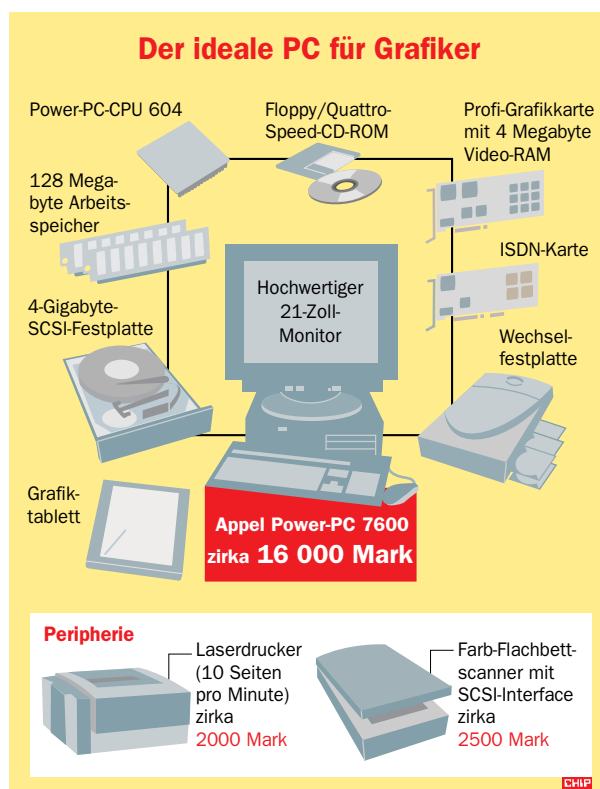 Der ideale PC für Grafiker
Power-PC-CPU 604
Floppy/Quattro-
Speed-CD-ROM
Profi-Grafikkarte
mit 4 Megabyte
Video-RAM
128 Mega-
byte Arbeits-
speicher
ISDN-Karte
4-Gigabyte-
SCSI-Festplatte
Hochwertiger
21-Zoll-
Monitor
Wechsel-
festplatte
Grafik-
tablett
Appel Power-PC 7600
zirka 16 000 Mark
Peripherie
Laserdrucker
(10 Seiten
pro Minute)
zirka
2000 Mark
Farb-Flachbett-
scanner mit
SCSI-Interface
zirka
2500 Mark
CHIP